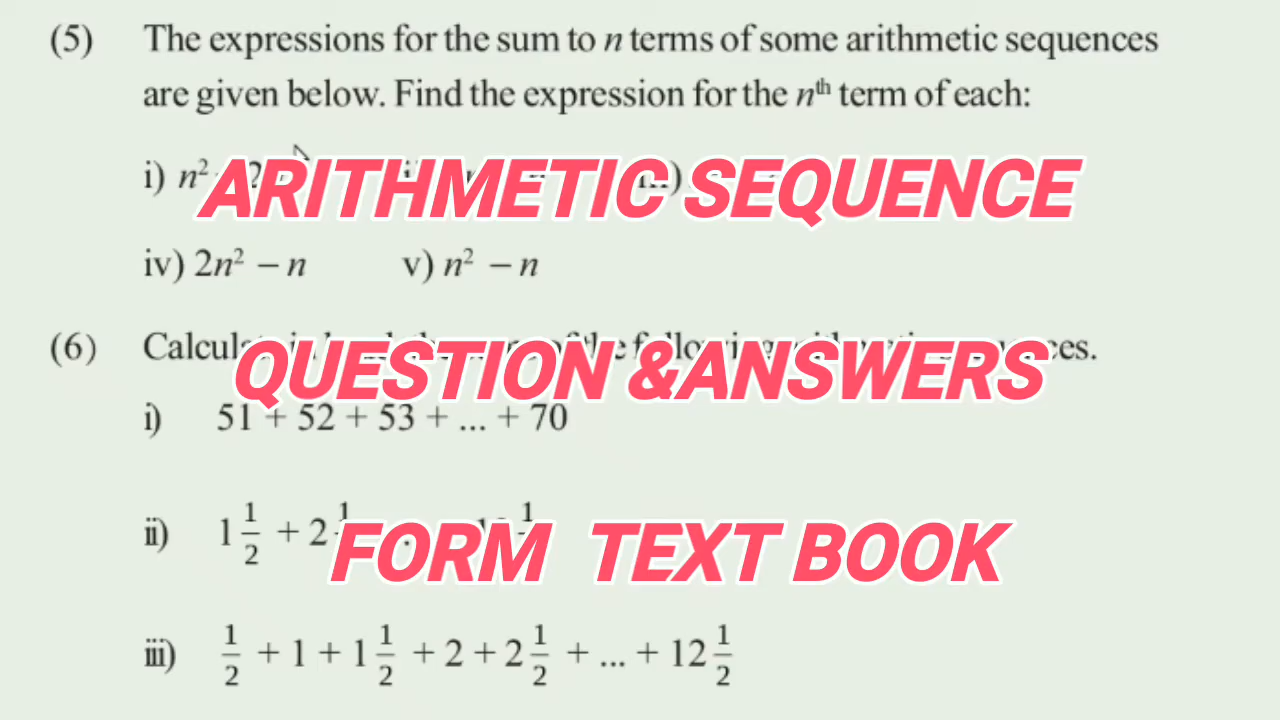 (5) The expressions for the sum to n terms of some arithmetic sequences
are given below. Find the expression for the nᵗʰ term of each:
i) n²
ARITHMETIC SEQUENCE
iv) 2n² – n v) n² – n
(6)
QUESTION &ANSWERS
i) 51 + 52 + 53 + ... + 70
ii) 1 1/2 + 2
FORM TEXT BOOK
iii) 1/2 + 1 + 1 1/2 + 2 + 2 1/2 + ... + 12 1/2